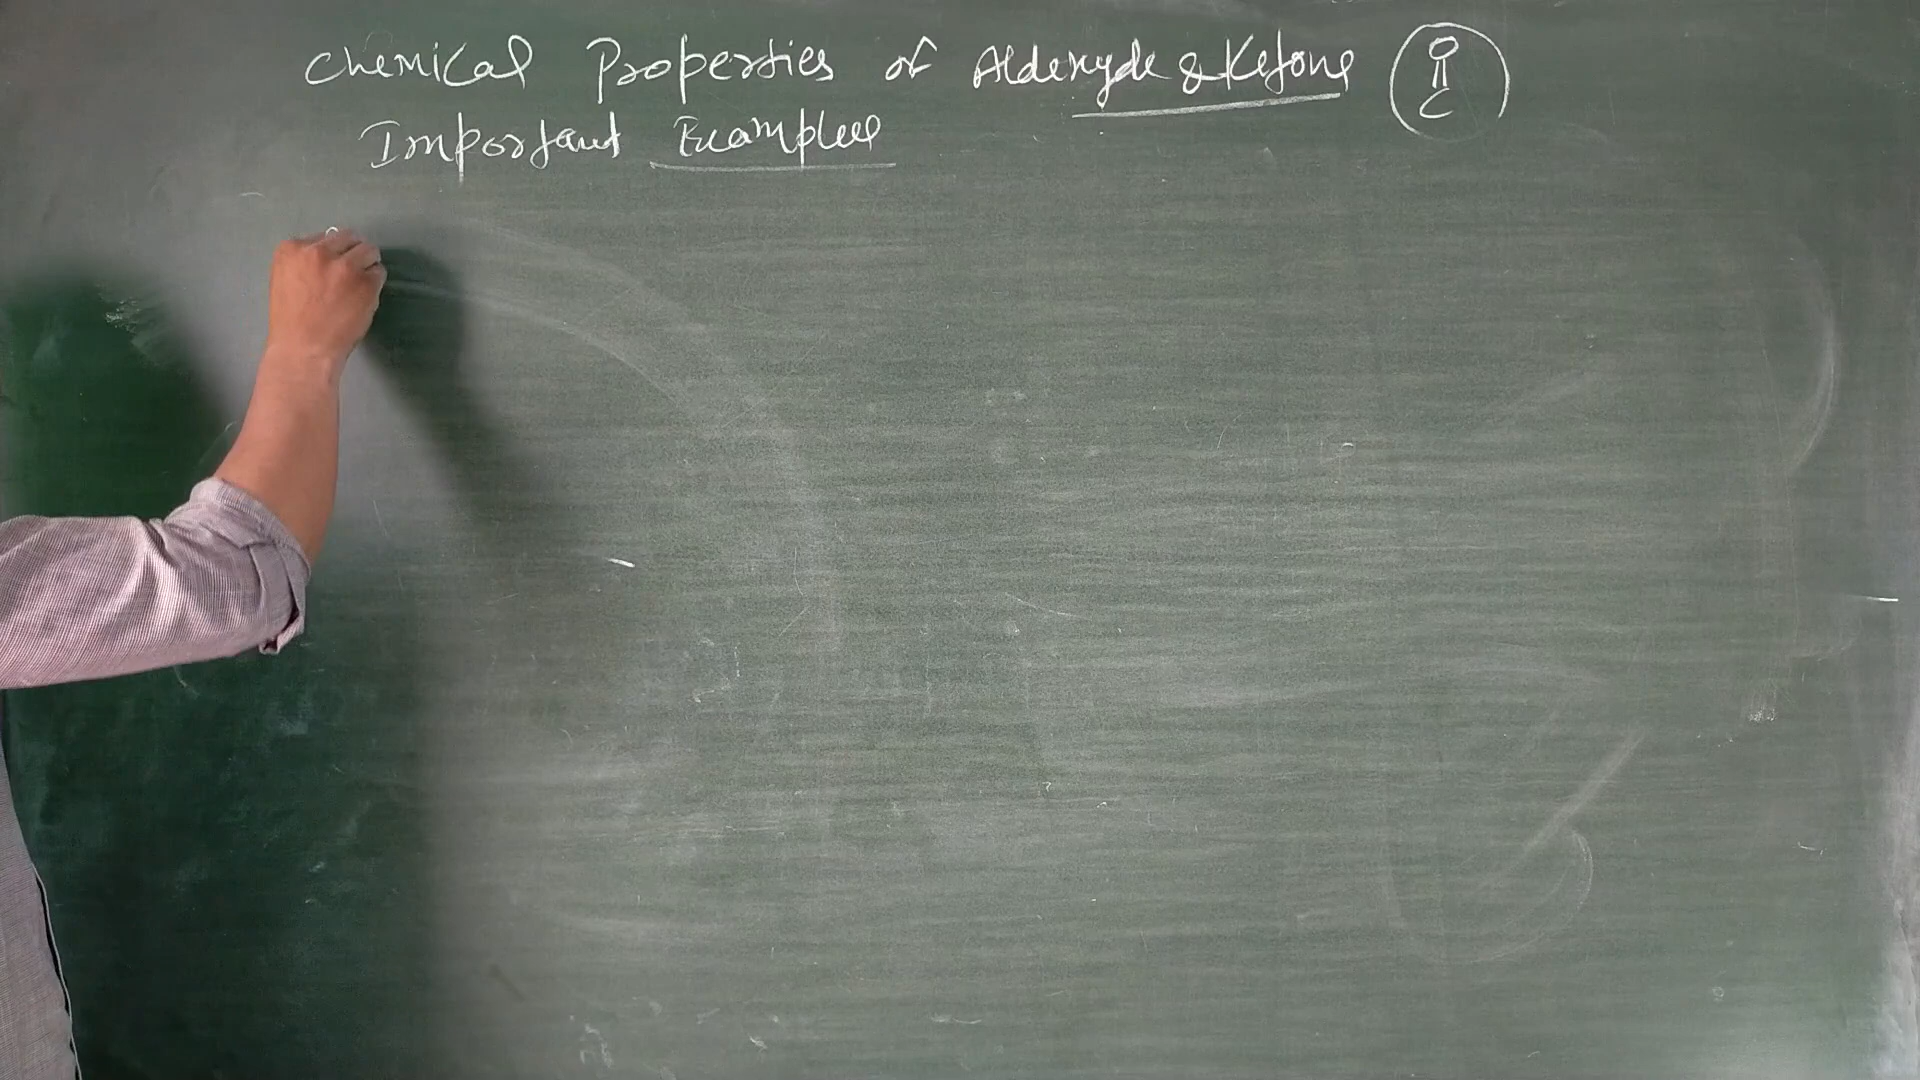 Chemical Properties of Aldehyde & Ketone O || C
Important Examples